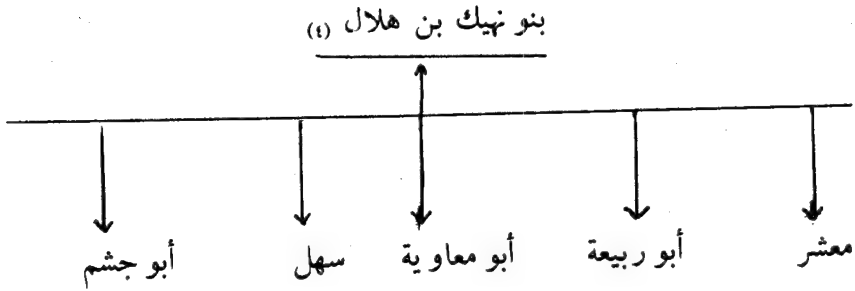 بنو نهيك بن هلال (٤)
معشر أبو ربيعة أبو معاوية سهل أبو جشم